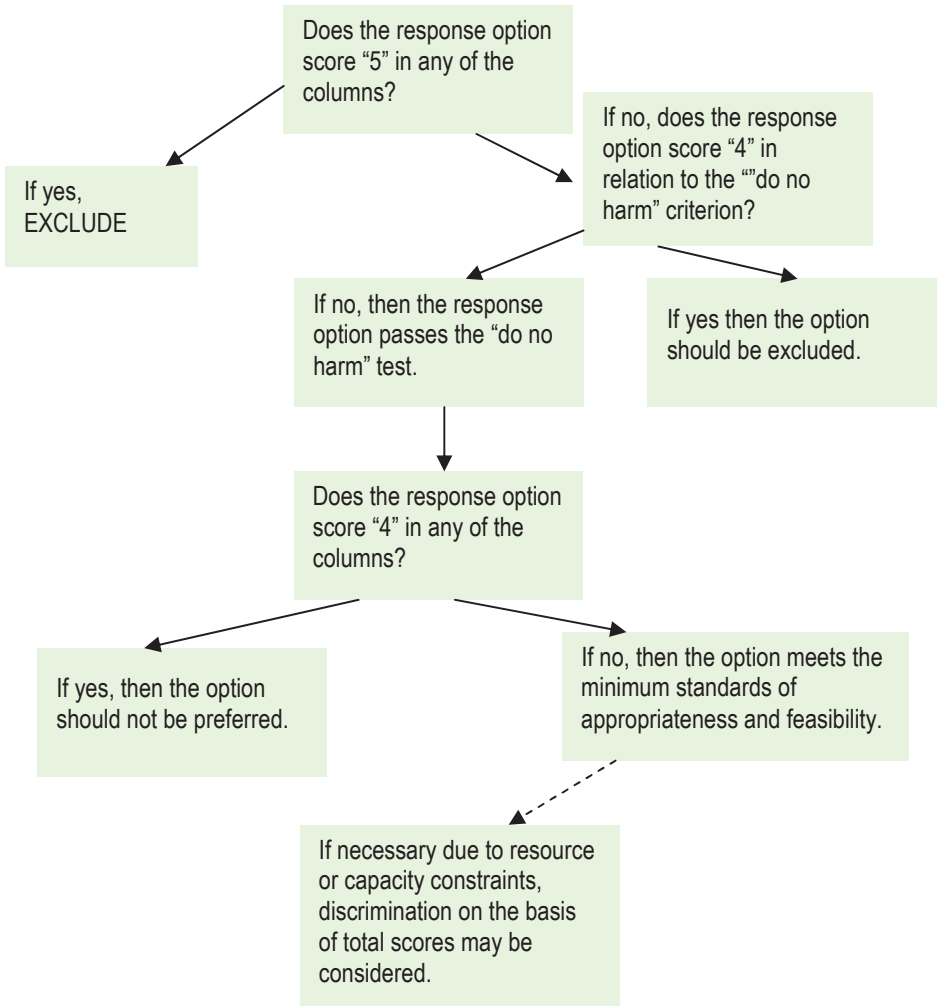 Does the response option
score “5” in any of the
columns?
If no, does the response
option score “4” in
relation to the “”do no
harm” criterion?
If yes,
EXCLUDE
If no, then the response
option passes the “do no
harm” test.
If yes then the option
should be excluded.
Does the response option
score “4” in any of the
columns?
If yes, then the option
should not be preferred.
If no, then the option meets the
minimum standards of
appropriateness and feasibility.
If necessary due to resource
or capacity constraints,
discrimination on the basis
of total scores may be
considered.